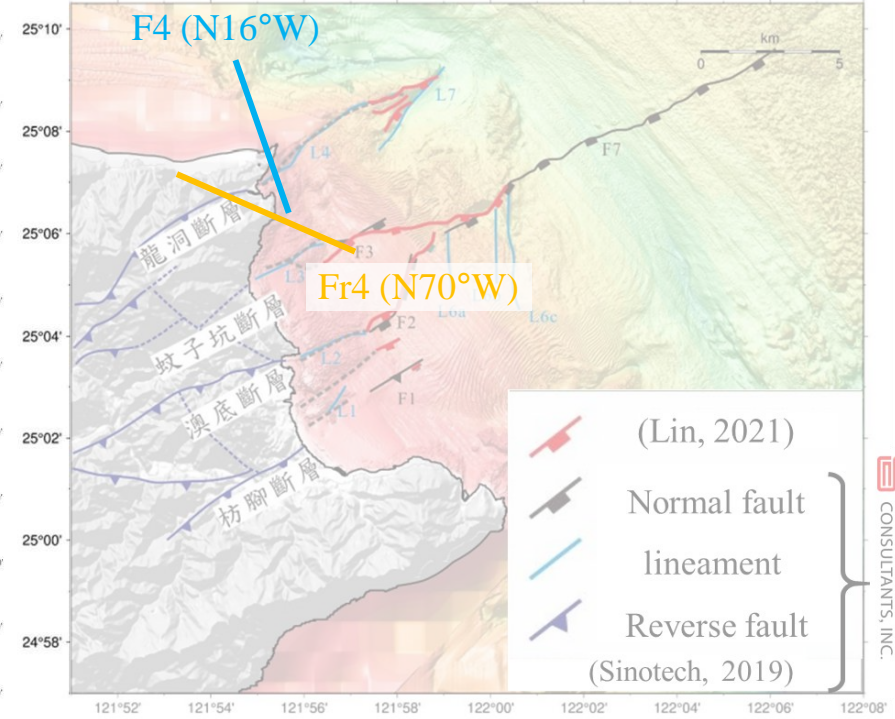 F4 (N16°W)
25°10'
25°08'
25°06'
25°04'
25°02'
25°00'
24°58'
km
0 5
L7
L4
F7
龍洞斷層
F3
L3
Fr4 (N70°W)
L6a
L6c
蚊子坑斷層
F2
L2
澳底斷層
F1
L1
枋腳斷層
(Lin, 2021)
Normal fault
lineament
Reverse fault
(Sinotech, 2019)
CONSULTANTS, INC.
121°52' 121°54' 121°56' 121°58' 122°00' 122°02' 122°04' 122°06' 122°08'